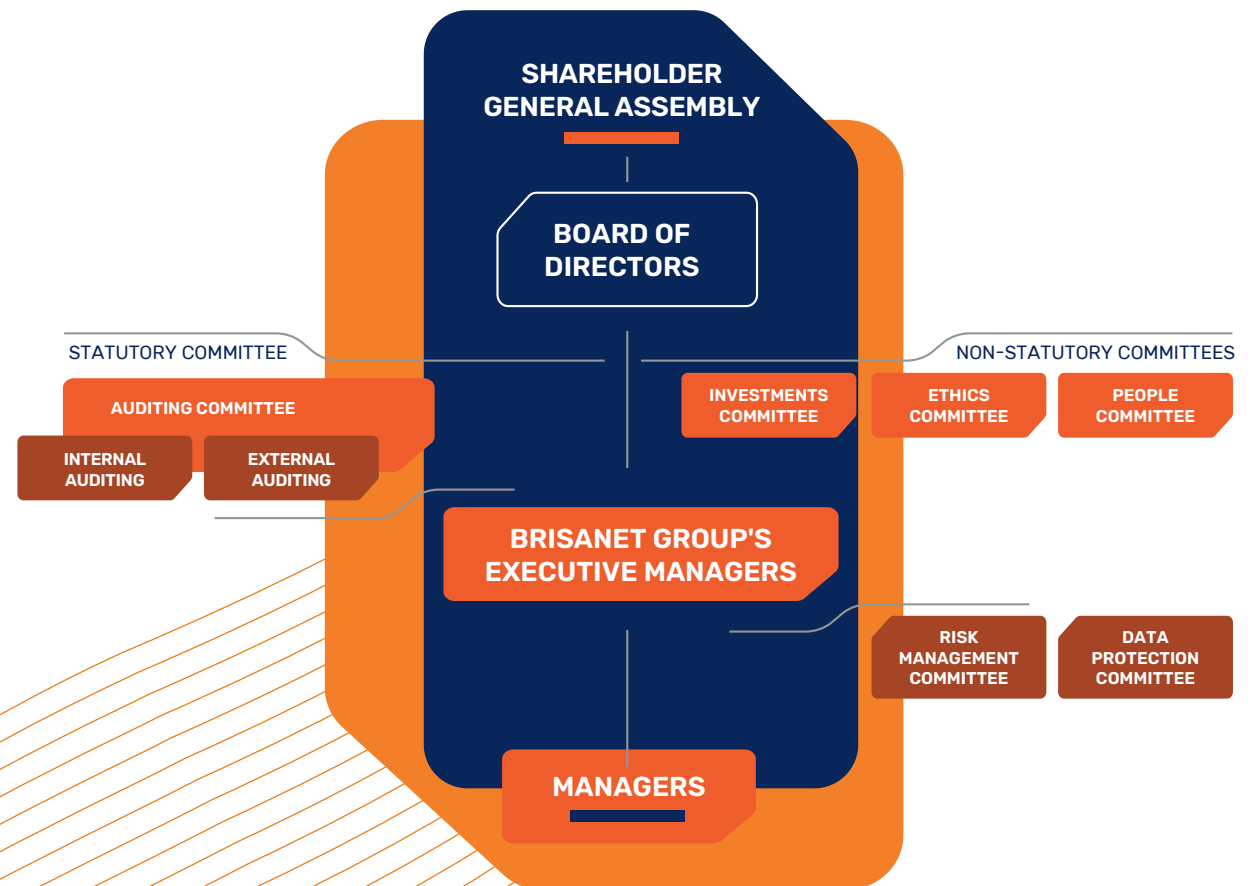 SHAREHOLDER
GENERAL ASSEMBLY
BOARD OF
DIRECTORS
STATUTORY COMMITTEE
AUDITING COMMITTEE
INTERNAL
AUDITING
EXTERNAL
AUDITING
NON-STATUTORY COMMITTEES
INVESTMENTS
COMMITTEE
ETHICS
COMMITTEE
PEOPLE
COMMITTEE
BRISANET GROUP'S
EXECUTIVE MANAGERS
RISK
MANAGEMENT
COMMITTEE
DATA
PROTECTION
COMMITTEE
MANAGERS